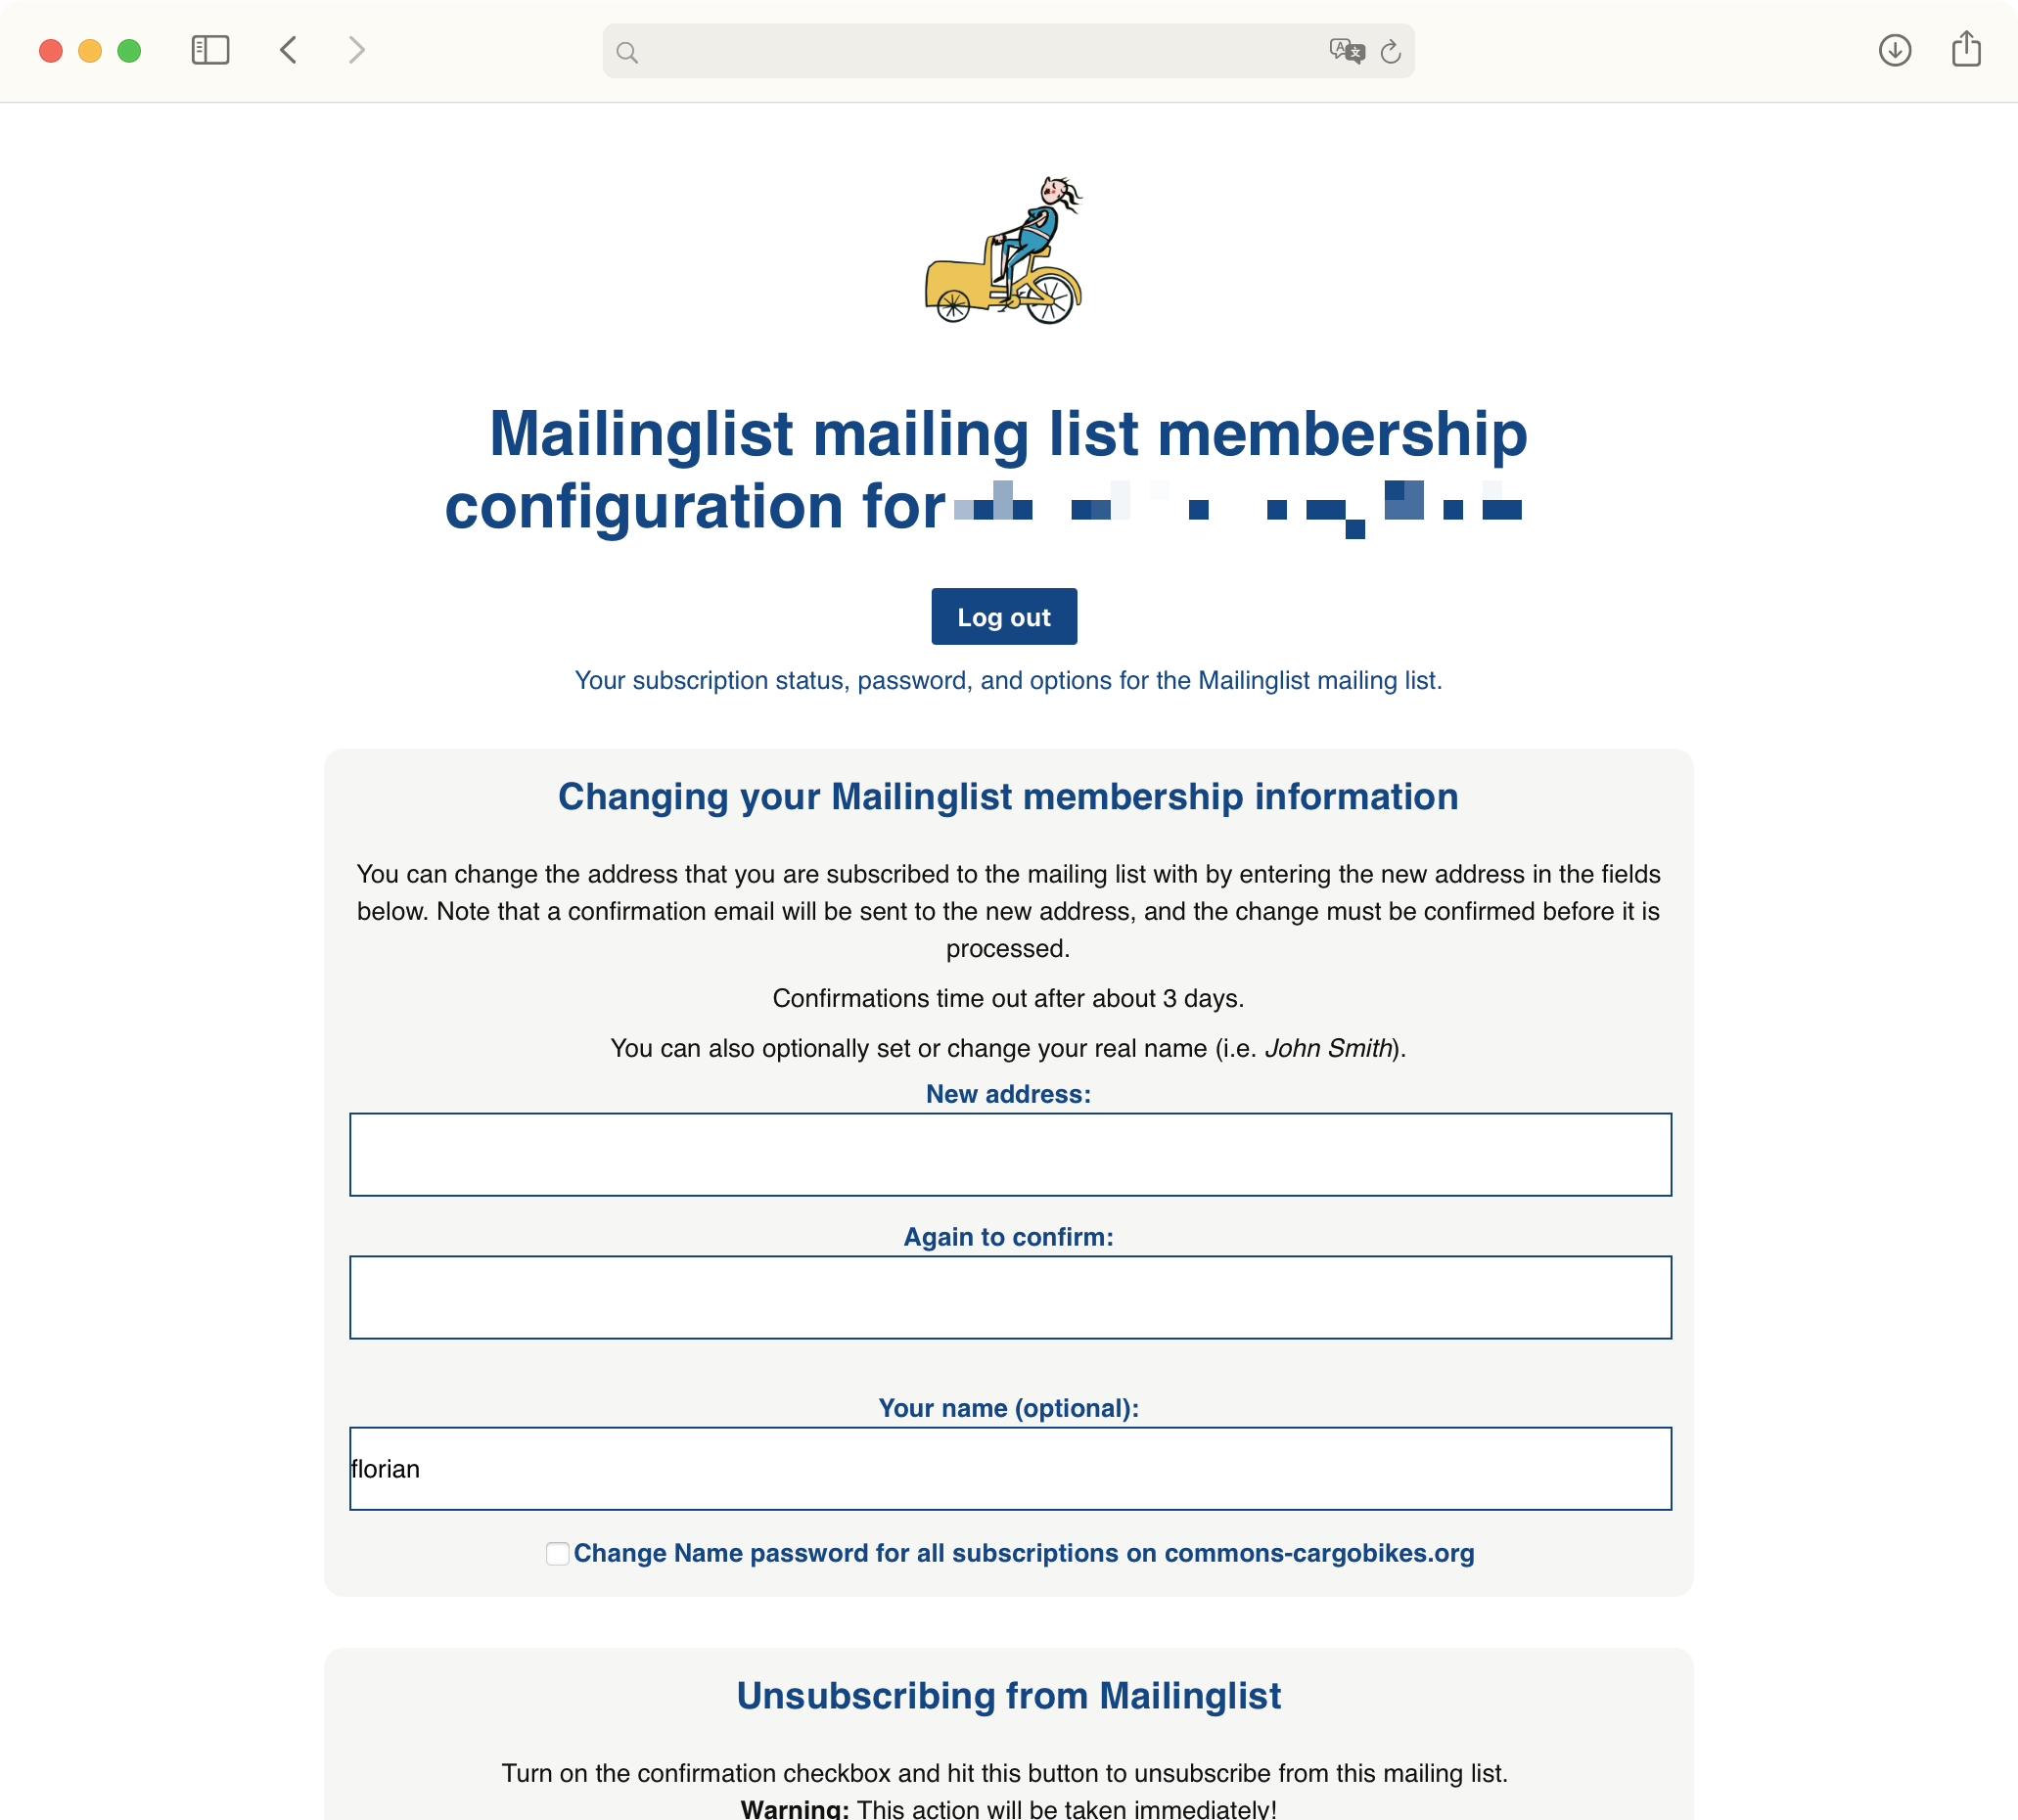 Mailinglist mailing list membership
configuration for
Log out
Your subscription status, password, and options for the Mailinglist mailing list.
Changing your Mailinglist membership information
You can change the address that you are subscribed to the mailing list with by entering the new address in the fields
below. Note that a confirmation email will be sent to the new address, and the change must be confirmed before it is
processed.
Confirmations time out after about 3 days.
You can also optionally set or change your real name (i.e. John Smith).
New address:
Again to confirm:
Your name (optional):
florian
Change Name password for all subscriptions on commons-cargobikes.org
Unsubscribing from Mailinglist
Turn on the confirmation checkbox and hit this button to unsubscribe from this mailing list.
Warning: This action will be taken immediately!